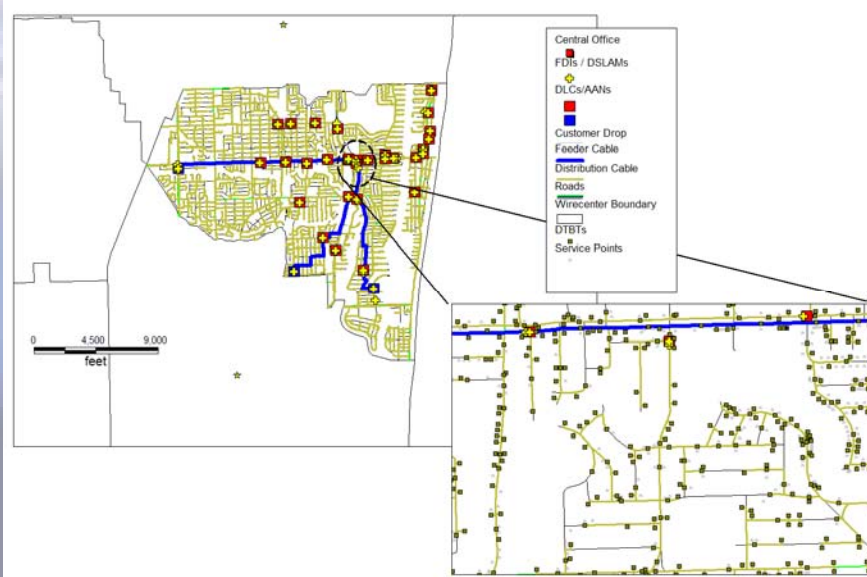 Central Office
FDIs / DSLAMs
DLCs/AANs
Customer Drop
Feeder Cable
Distribution Cable
Roads
Wirecenter Boundary
DTBTs
Service Points
0 4,500 9,000
feet